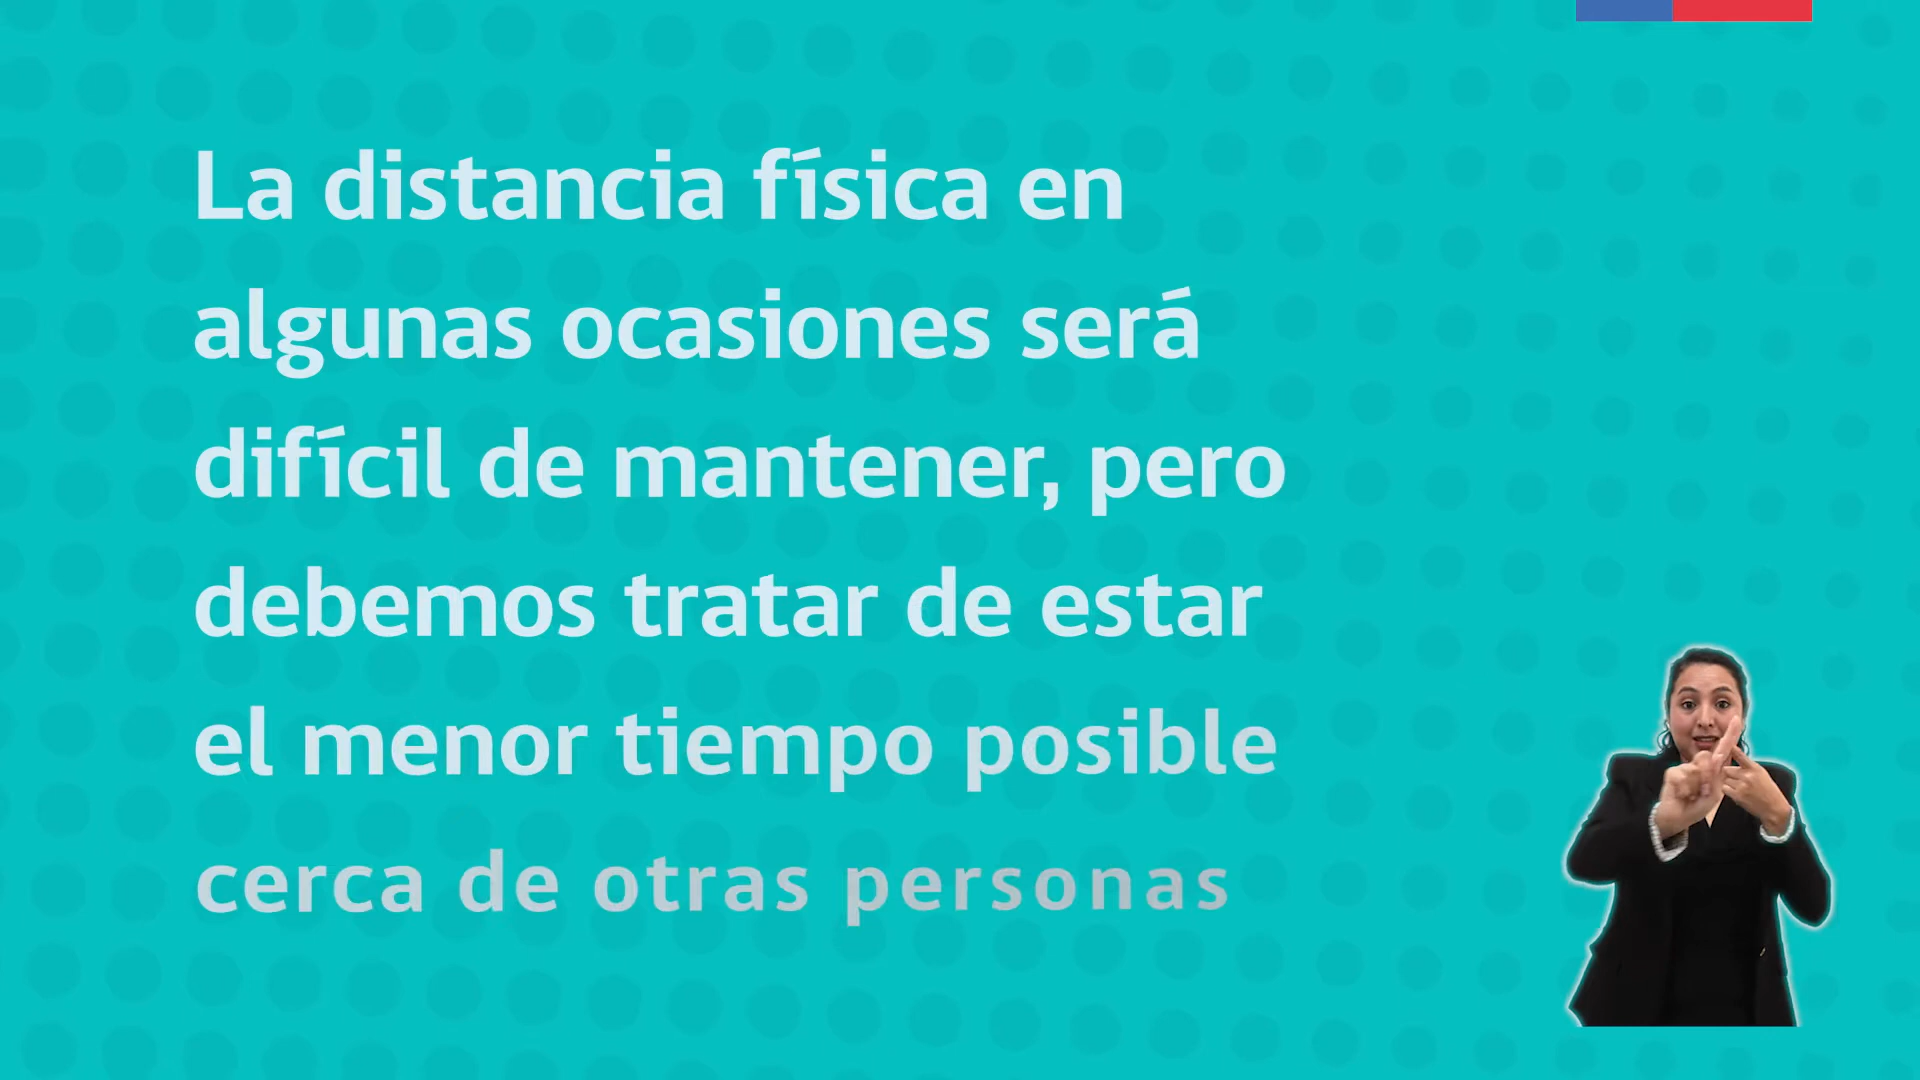 La distancia física en
algunas ocasiones será
difícil de mantener, pero
debemos tratar de estar
el menor tiempo posible
cerca de otras personas